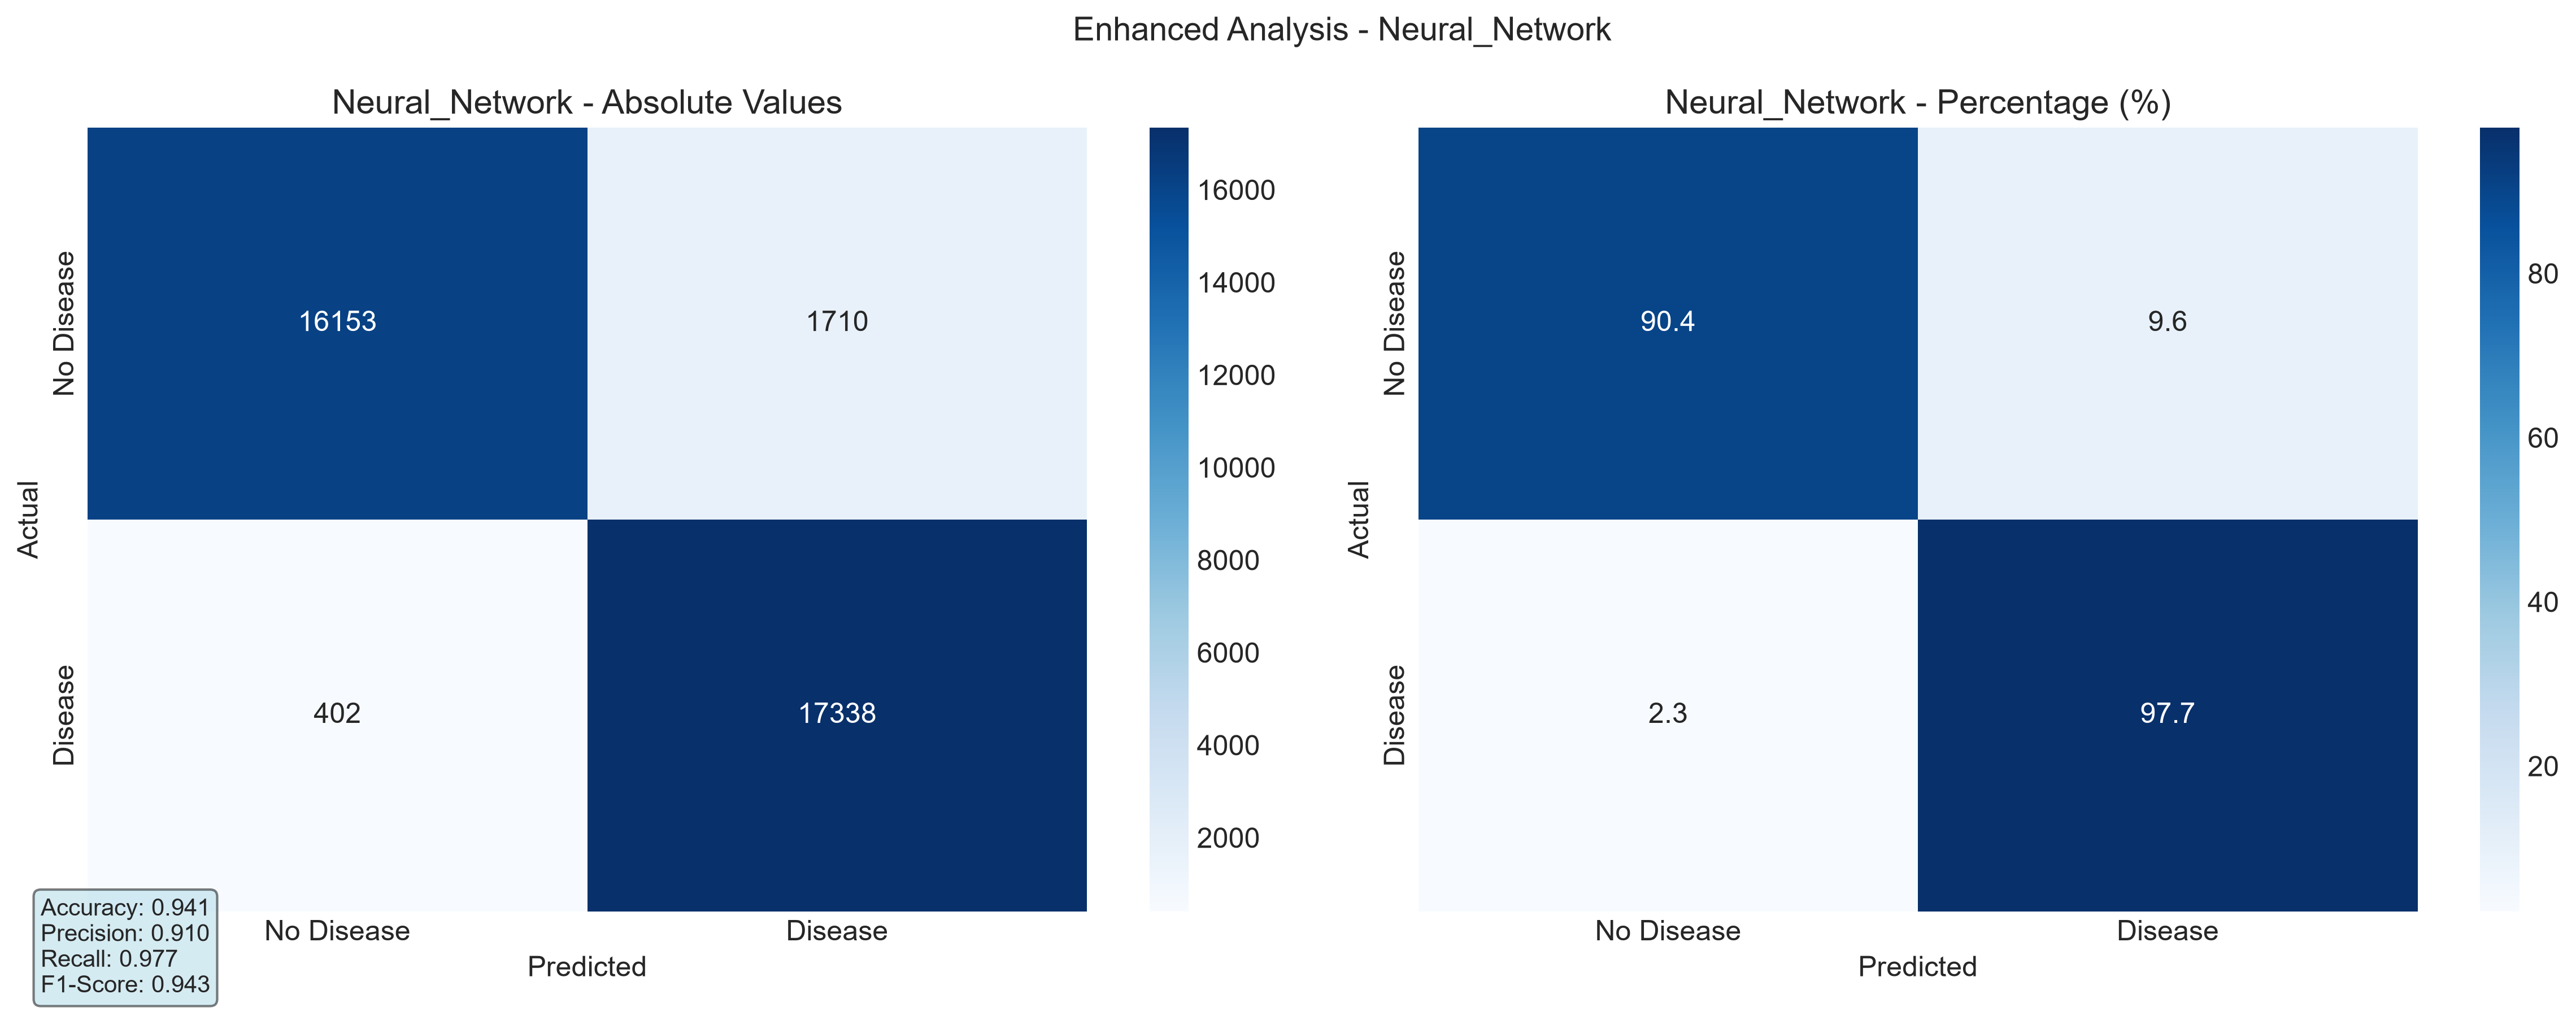 Enhanced Analysis - Neural_Network
Neural_Network - Absolute Values
Actual
No Disease
Disease
16153
1710
402
17338
No Disease
Disease
Predicted
16000
14000
12000
10000
8000
6000
4000
2000
Accuracy: 0.941
Precision: 0.910
Recall: 0.977
F1-Score: 0.943
Neural_Network - Percentage (%)
Actual
No Disease
Disease
90.4
9.6
2.3
97.7
No Disease
Disease
Predicted
80
60
40
20